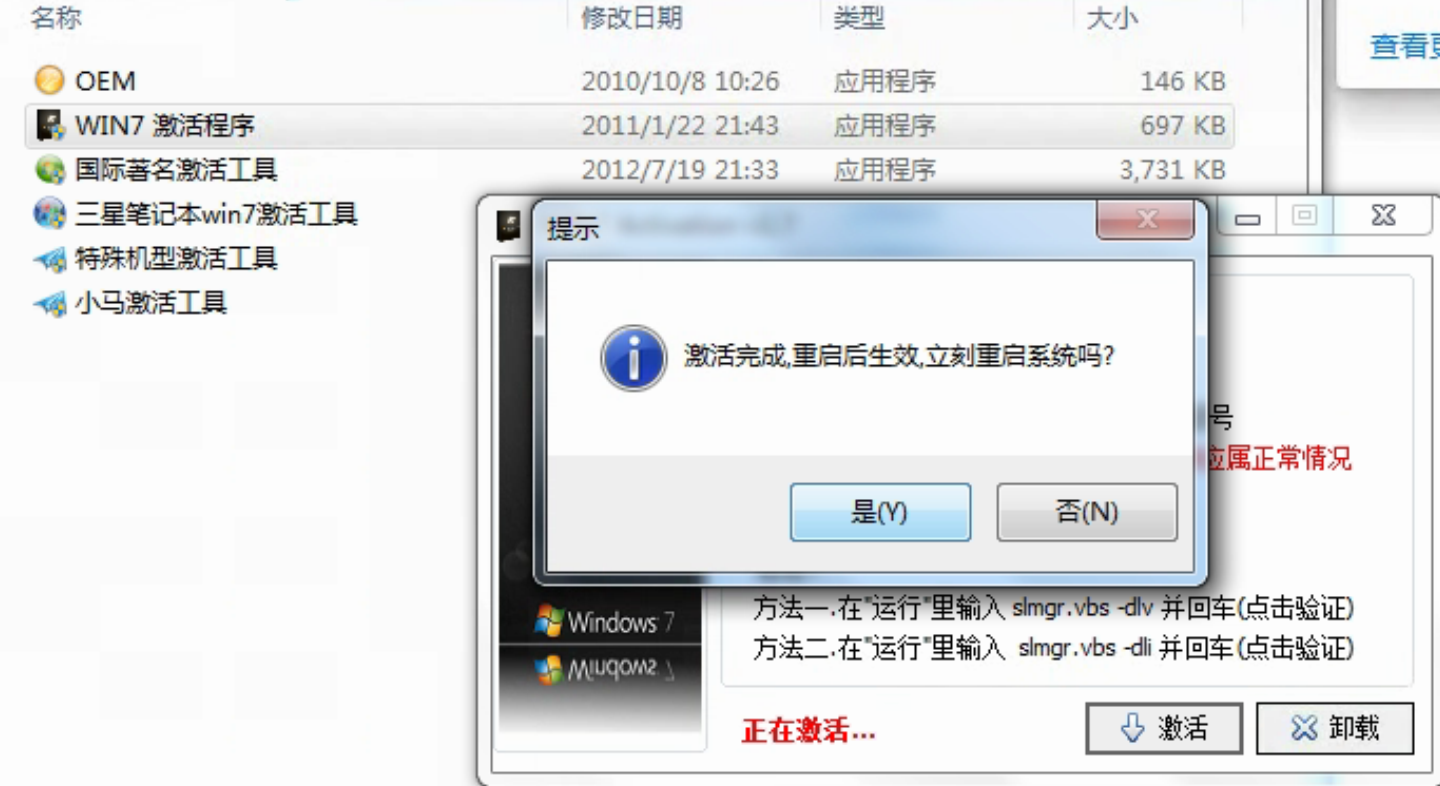 名称 修改日期 类型 大小
查看
OEM 2010/10/8 10:26 应用程序 146 KB
WIN7 激活程序 2011/1/22 21:43 应用程序 697 KB
国际著名激活工具 2012/7/19 21:33 应用程序 3,731 KB
三星笔记本win7激活工具
特殊机型激活工具
小马激活工具
提示
激活完成,重启后生效,立刻重启系统吗?
号
应属正常情况
是(Y) 否(N)
Windows 7
方法一.在"运行"里输入 slmgr.vbs -dlv 并回车(点击验证)
方法二.在"运行"里输入 slmgr.vbs -dli 并回车(点击验证)
正在激活...
激活 卸载